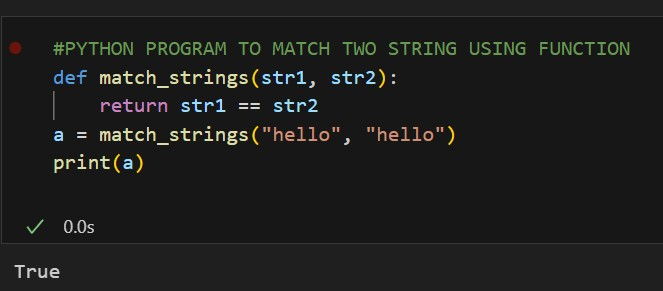 #PYTHON PROGRAM TO MATCH TWO STRING USING FUNCTION
def match_strings(str1, str2):
    return str1 == str2
a = match_strings("hello", "hello")
print(a)
0.0s
True